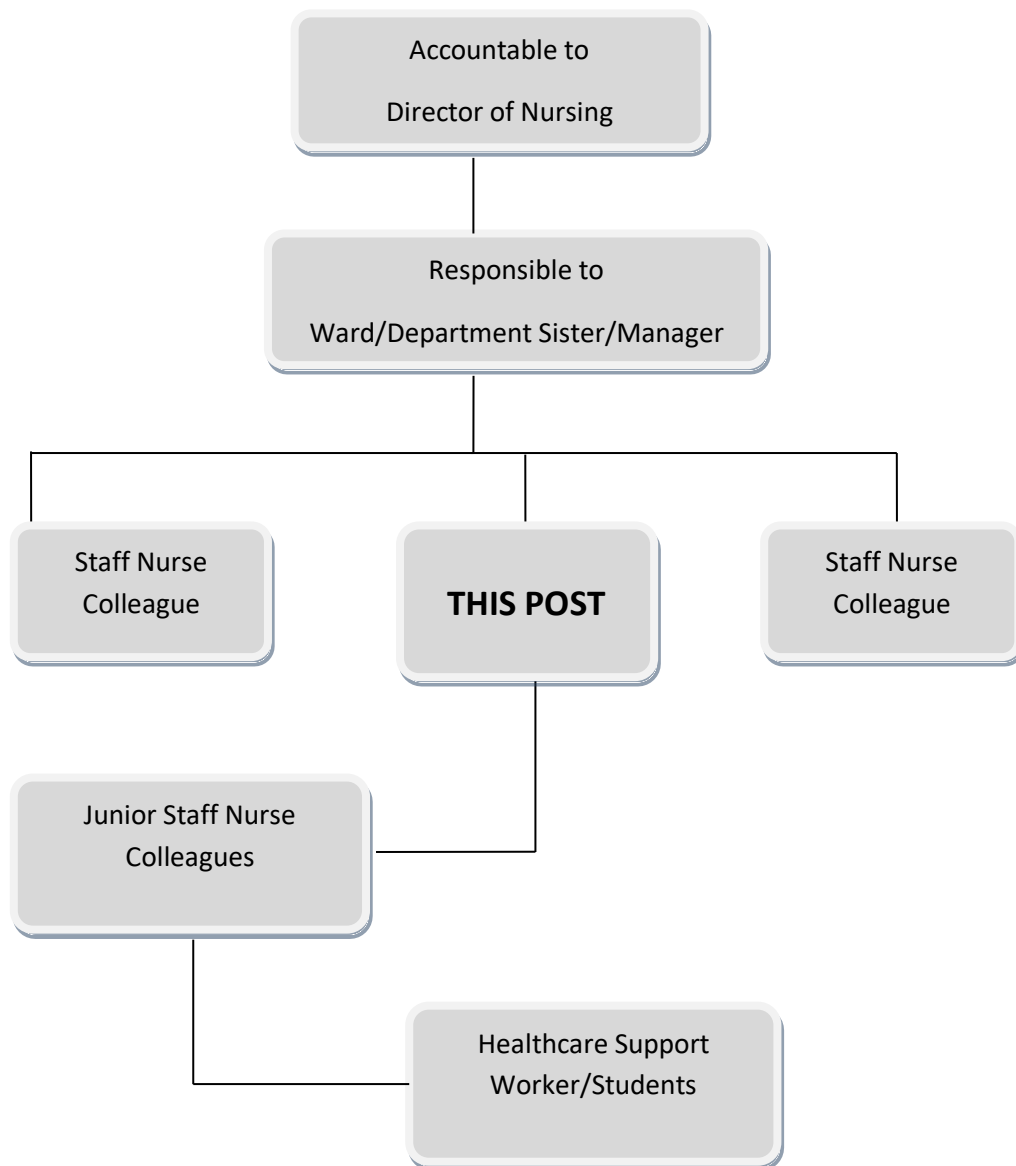 Accountable to
Director of Nursing
Responsible to
Ward/Department Sister/Manager
Staff Nurse
Colleague
THIS POST
Staff Nurse
Colleague
Junior Staff Nurse
Colleagues
Healthcare Support
Worker/Students